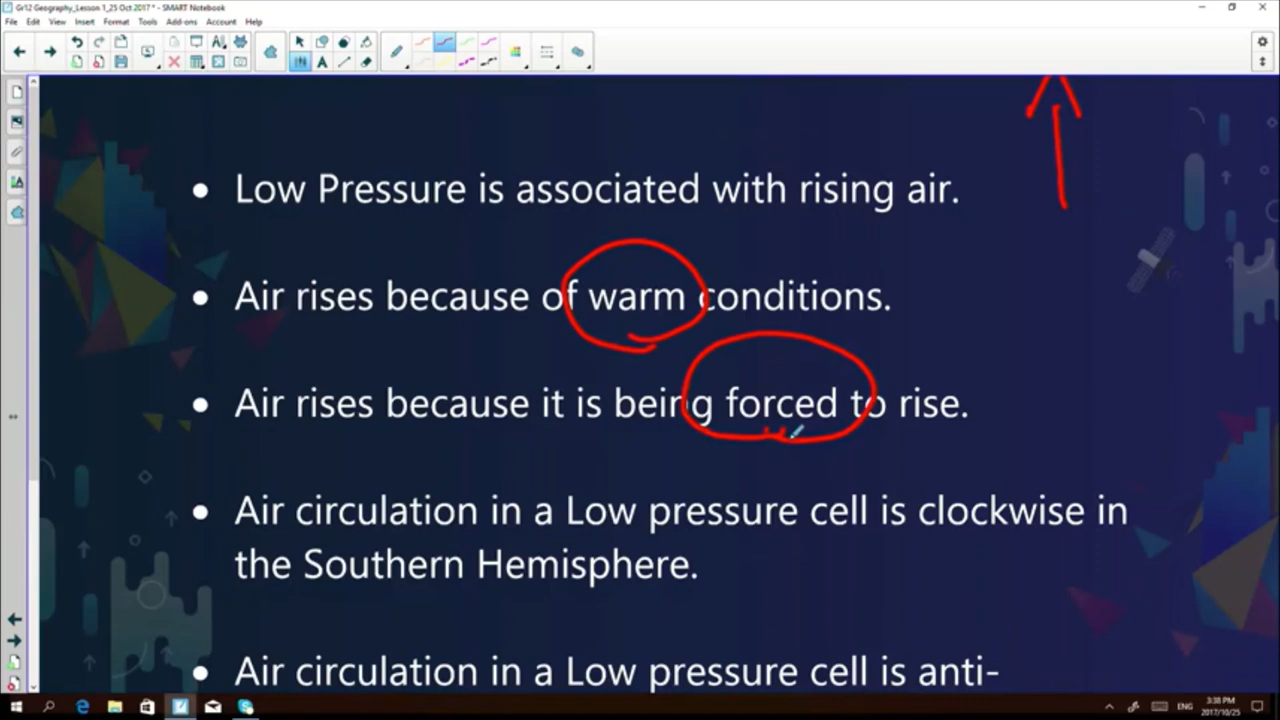 Gr12 Geography_Lesson 1_25 Oct 2017 * - SMART Notebook
File Edit View Insert Format Tools Add-ons Account Help
• Low Pressure is associated with rising air.
• Air rises because of warm conditions.
• Air rises because it is being forced to rise.
• Air circulation in a Low pressure cell is clockwise in
the Southern Hemisphere.
• Air circulation in a Low pressure cell is anti-
ENG
3:38 PM
2017/10/25